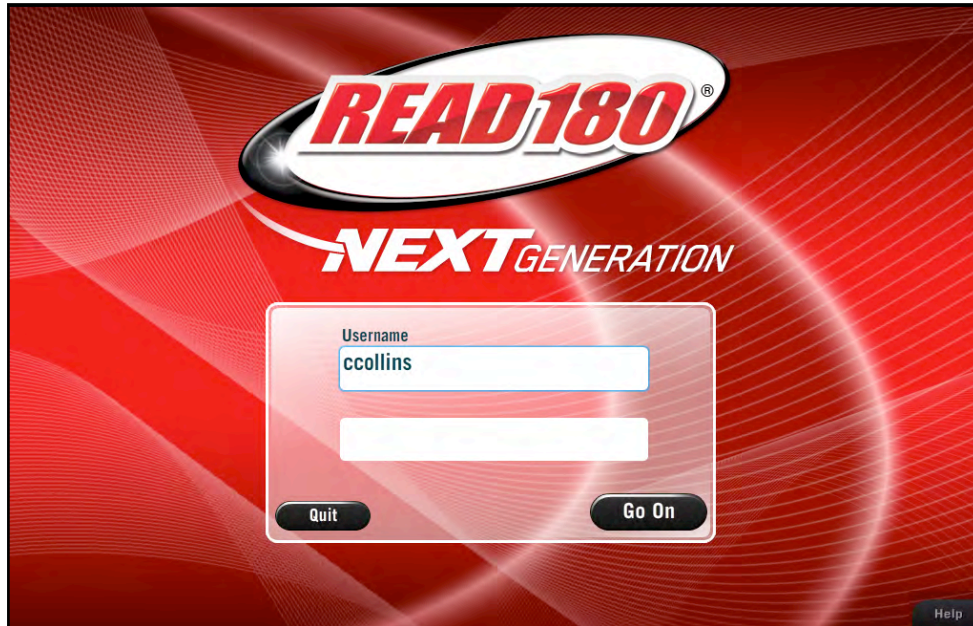 READ180®
NEXT GENERATION
Username
ccollins
Quit
Go On
Help